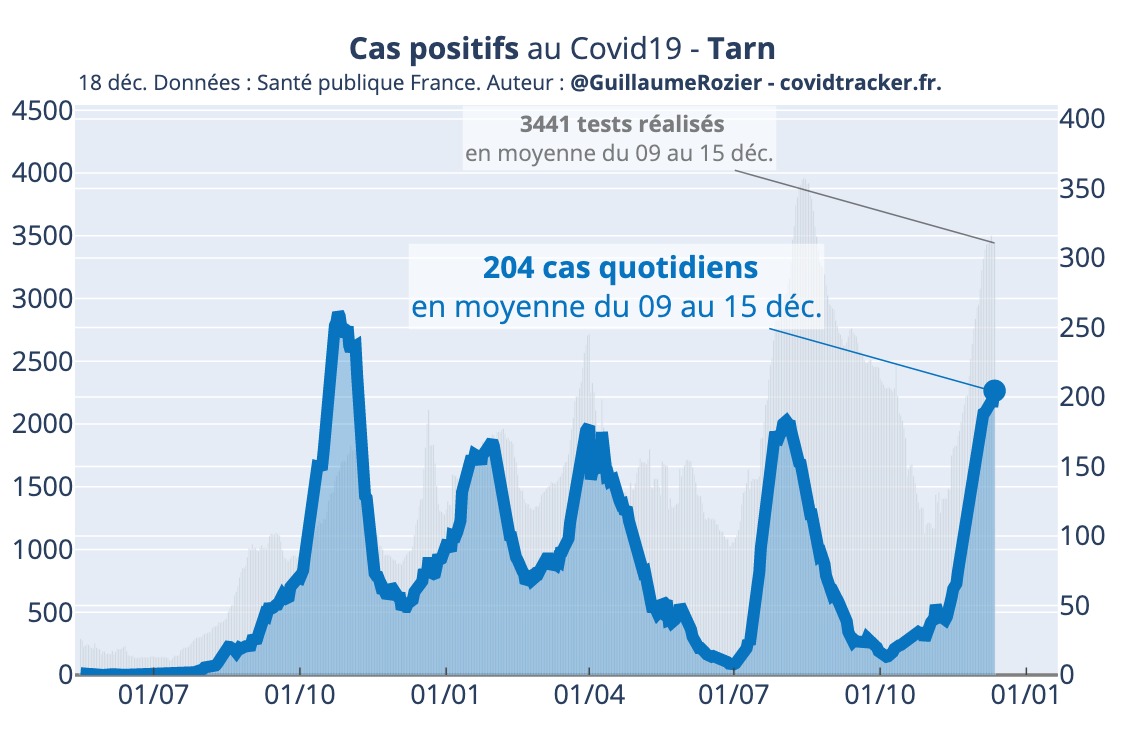 Cas positifs au Covid19 - Tarn
18 déc. Données : Santé publique France. Auteur : @GuillaumeRozier - covidtracker.fr.
3441 tests réalisés
en moyenne du 09 au 15 déc.
204 cas quotidiens
en moyenne du 09 au 15 déc.
4500
4000
3500
3000
2500
2000
1500
1000
500
0
400
350
300
250
200
150
100
50
0
01/07 01/10 01/01 01/04 01/07 01/10 01/01